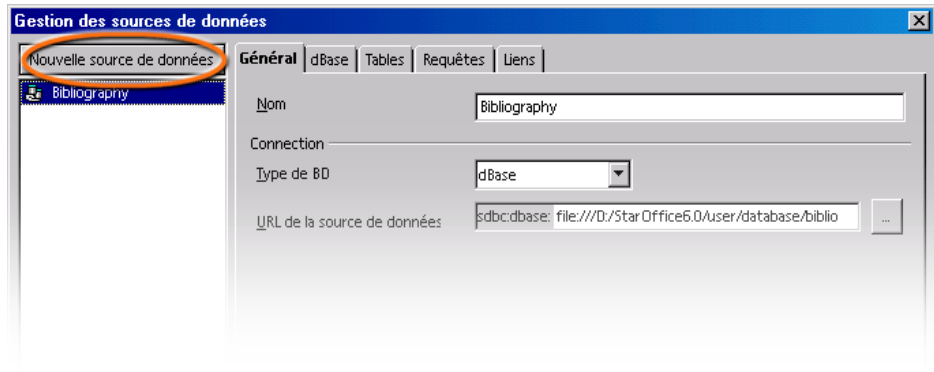 Gestion des sources de données
Nouvelle source de données
Général dBase Tables Requêtes Liens
Bibliography
Nom Bibliography
Connection
Type de BD dBase
URL de la source de données sdbc:dbase: file:///D:/StarOffice6.0/user/database/biblio ...